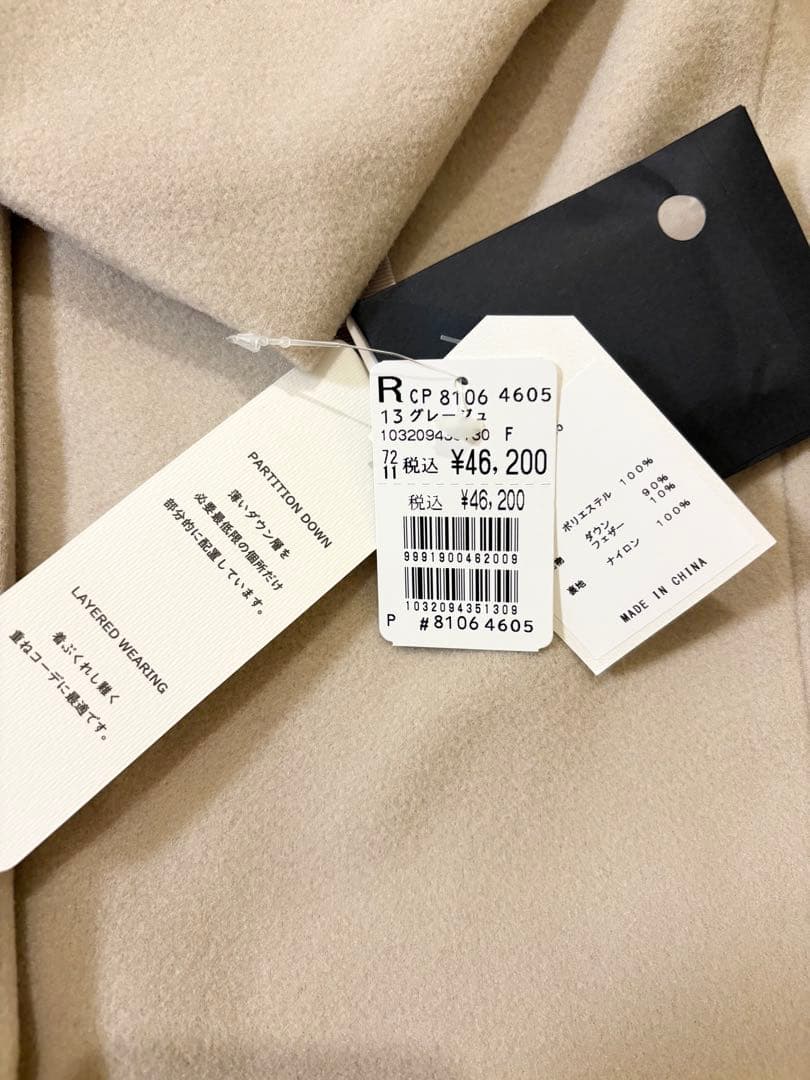 PARTITION DOWN
薄いダウン層を
必要最低限の個所だけ
部分的に配置しています。
LAYERED WEARING
着ぶくれし難く
重ねコーデに最適です。
R CP 8106 4605
13 グレージュ
F
72
11 税込 ¥46,200
税込 ¥46,200
9991900462009
1032094351309
P #8106 4605
ポリエステル 100%
ダウン 90%
フェザー 10%
裏地 ナイロン 100%
MADE IN CHINA